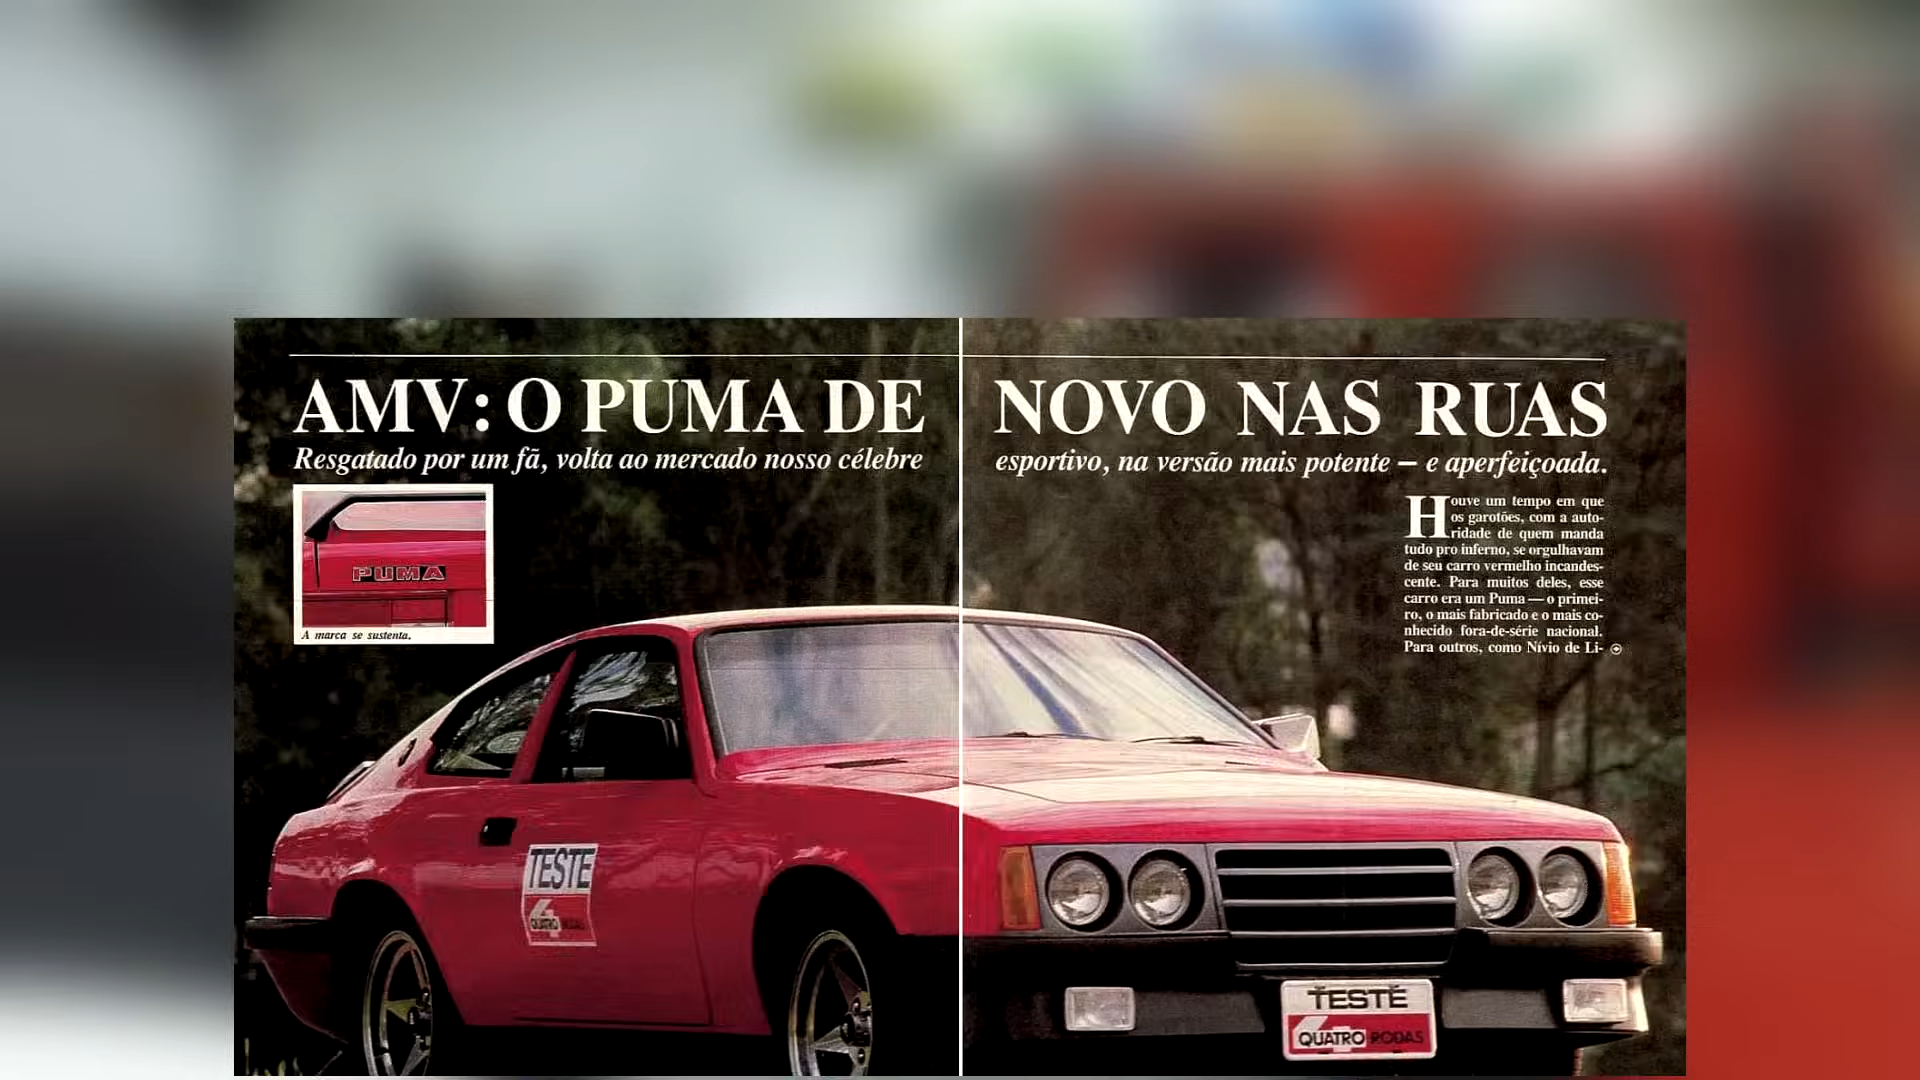 AMV: O PUMA DE NOVO NAS RUAS
Resgatado por um fã, volta ao mercado nosso célebre esportivo, na versão mais potente — e aperfeiçoada.
PUMA
A marca se sustenta.
Houve um tempo em que
os garotões, com a auto-
ridade de quem manda
tudo pro inferno, se orgulhavam
de seu carro vermelho incandes-
cente. Para muitos deles, esse
carro era um Puma — o primei-
ro, o mais fabricado e o mais co-
nhecido fora-de-série nacional.
Para outros, como Nívio de Li-
TESTE
QUATRO RODAS
TESTE
QUATRO RODAS